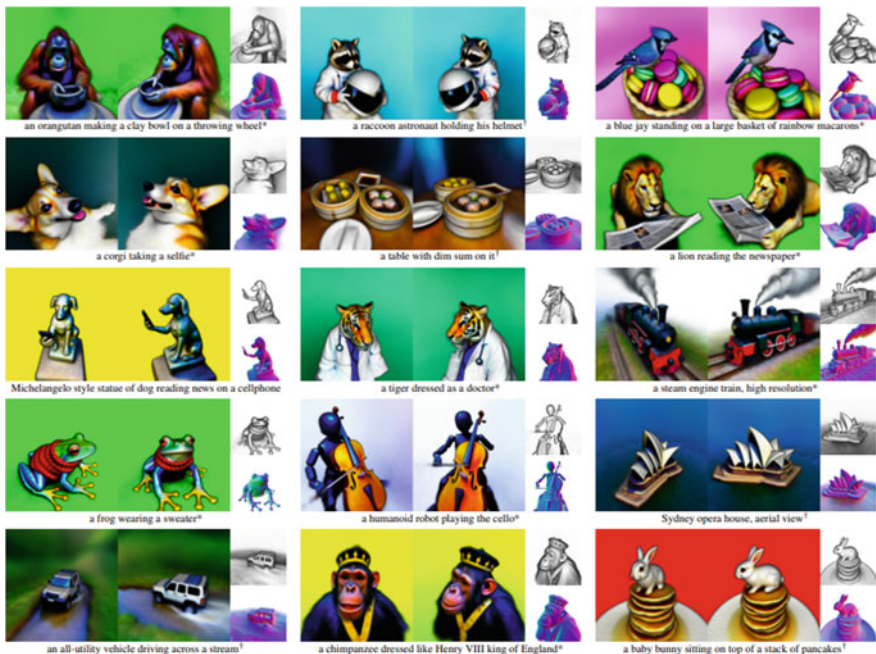 an orangutan making a clay bowl on a throwing wheel*
a raccoon astronaut holding his helmet†
a blue jay standing on a large basket of rainbow macarons*
a corgi taking a selfie*
a table with dim sum on it†
a lion reading the newspaper*
Michelangelo style statue of dog reading news on a cellphone
a tiger dressed as a doctor*
a steam engine train, high resolution*
a frog wearing a sweater*
a humanoid robot playing the cello*
Sydney opera house, aerial view†
an all-utility vehicle driving across a stream†
a chimpanzee dressed like Henry VIII king of England*
a baby bunny sitting on top of a stack of pancakes†